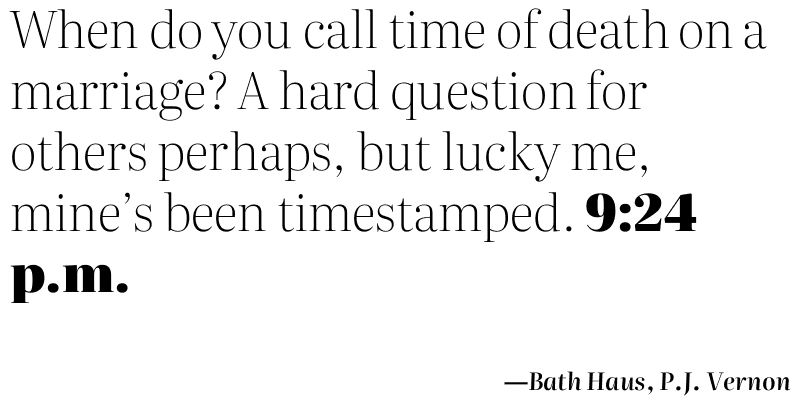 When do you call time of death on a
marriage? A hard question for
others perhaps, but lucky me,
mine’s been timestamped. 9:24
p.m.
—Bath Haus, P.J. Vernon